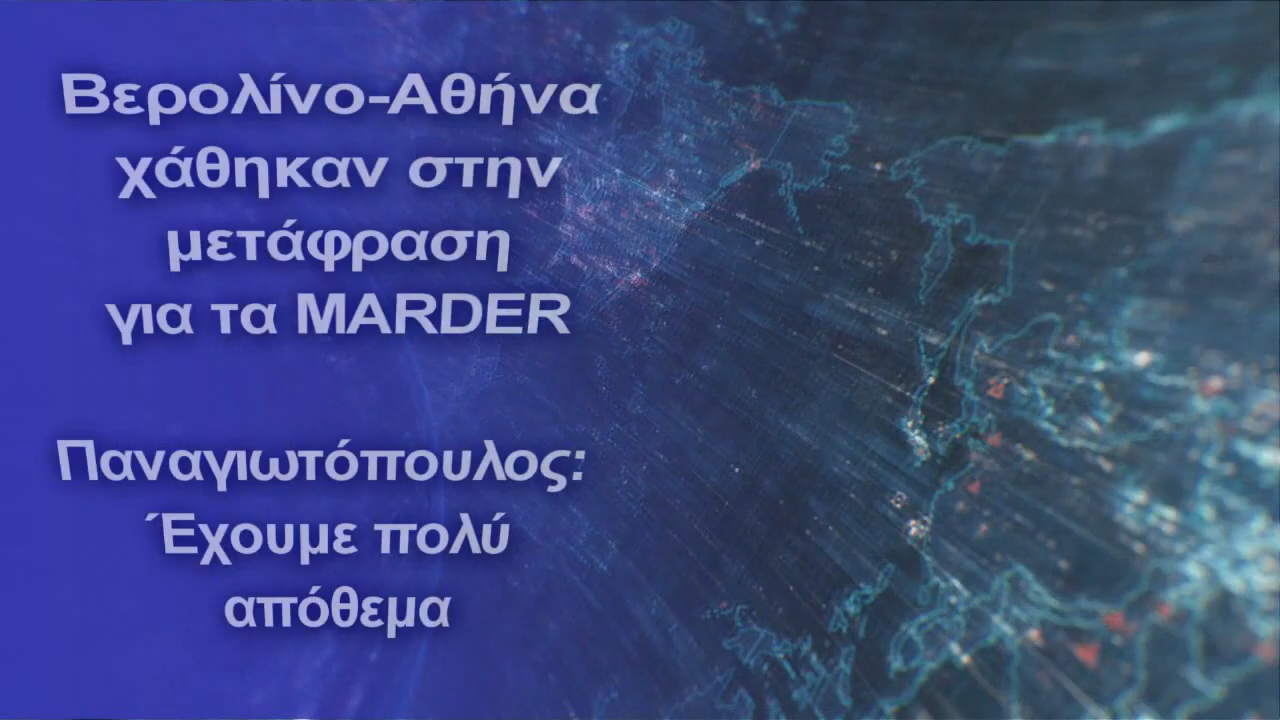 Βερολίνο-Αθήνα
χάθηκαν στην
μετάφραση
για τα MARDER
Παναγιωτόπουλος:
Έχουμε πολύ
απόθεμα